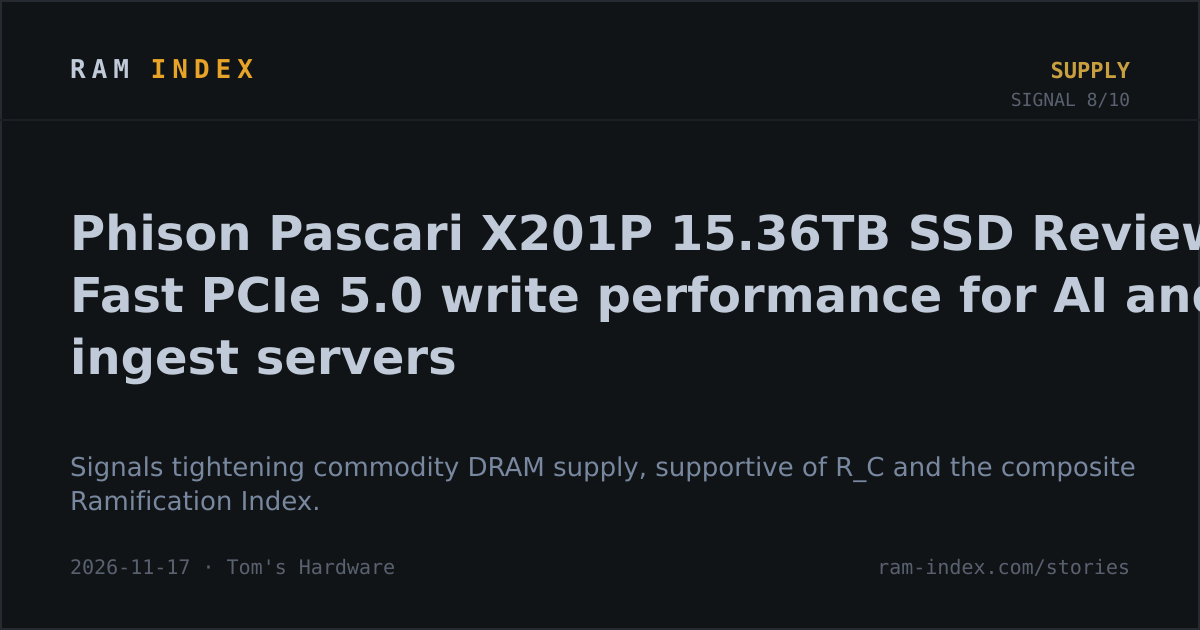 RAM INDEX
SUPPLY
SIGNAL 8/10
Phison Pascari X201P 15.36TB SSD Review
Fast PCIe 5.0 write performance for AI and
ingest servers
Signals tightening commodity DRAM supply, supportive of R_C and the composite
Ramification Index.
2026-11-17 · Tom's Hardware
ram-index.com/stories